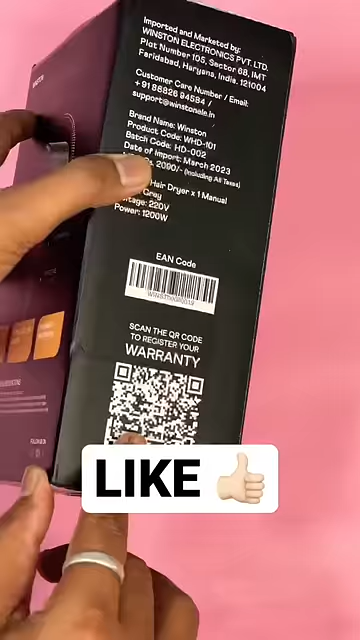 Imported and Marketed by:
WINSTON ELECTRONICS PVT. LTD.
Plot Number 105, Sector 68, IMT
Faridabad, Haryana, India. 121004
Customer Care Number / Email:
+91 88826 94584 /
support@winstonele.in
Brand Name: Winston
Product Code: WHD-101
Batch Code: HD-002
Date of Import: March 2023
2090/- (Including All Taxes)
Hair Dryer x 1 Manual
Grey
Voltage: 220V
Power: 1200W
EAN Code
SCAN THE QR CODE
TO REGISTER YOUR
WARRANTY
WINSTON
LIKE 👍🏻